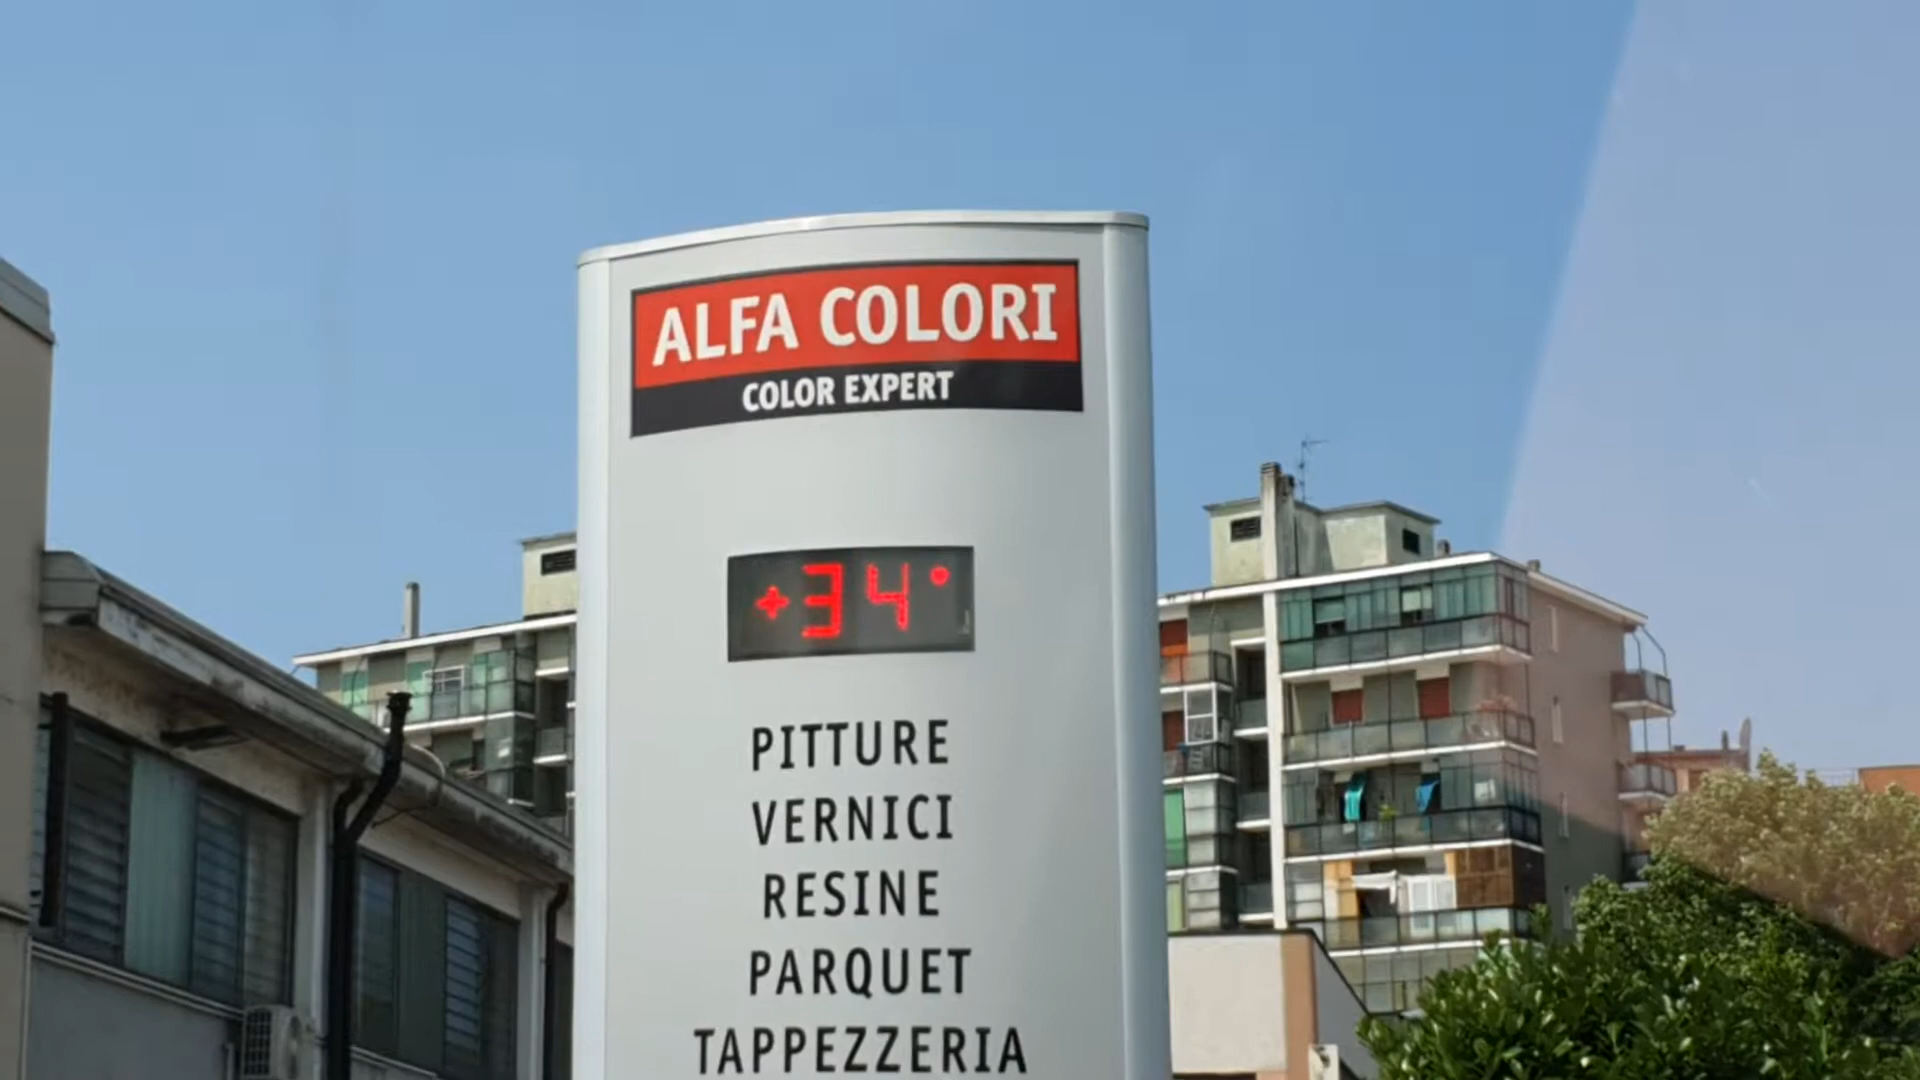 ALFA COLORI
COLOR EXPERT
+34°
PITTURE
VERNICI
RESINE
PARQUET
TAPPEZZERIA